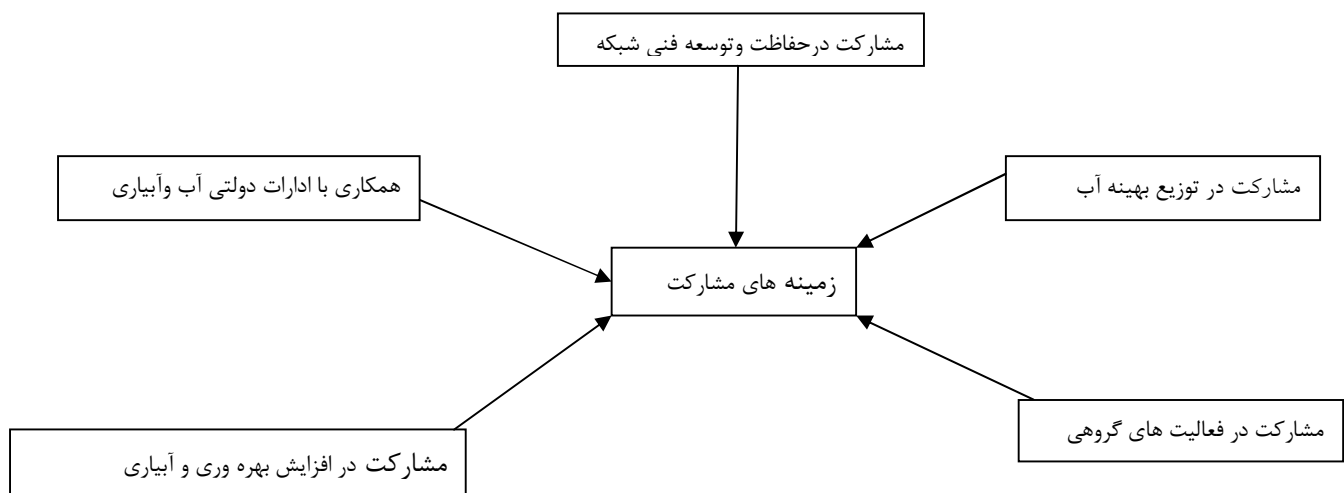 مشارکت درحفاظت وتوسعه فنی شبکه
مشارکت در توزیع بهینه آب
همکاری با ادارات دولتی آب وآبیاری
زمینه های مشارکت
مشارکت در فعالیت های گروهی
مشارکت در افزایش بهره وری و آبیاری